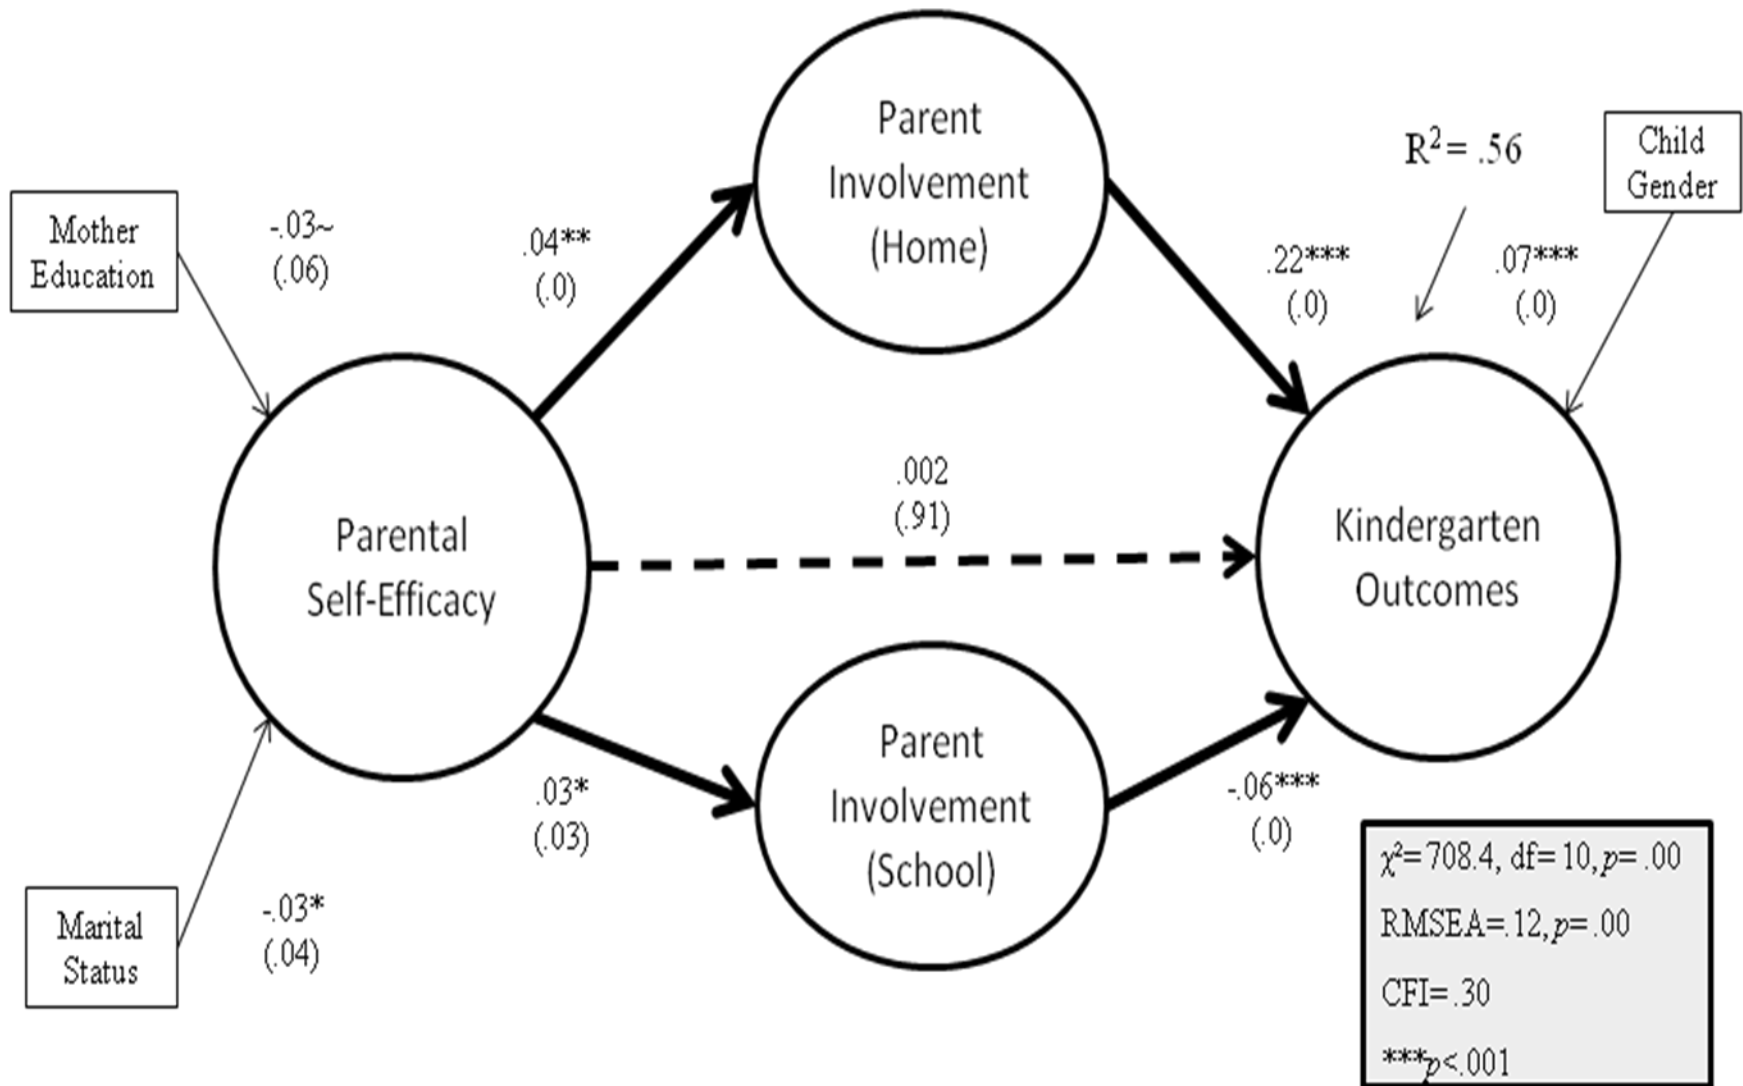 Parent
Involvement
(Home)
R²= .56
Child
Gender
Mother
Education
-.03~
(.06)
.04**
(.0)
.22***
(.0)
.07***
(.0)
.002
(.91)
Parental
Self-Efficacy
Kindergarten
Outcomes
Parent
Involvement
(School)
.03*
(.03)
-.06***
(.0)
Marital
Status
-.03*
(.04)
χ²=708.4, df=10, p= .00
RMSEA=.12, p= .00
CFI=.30
***p<.001